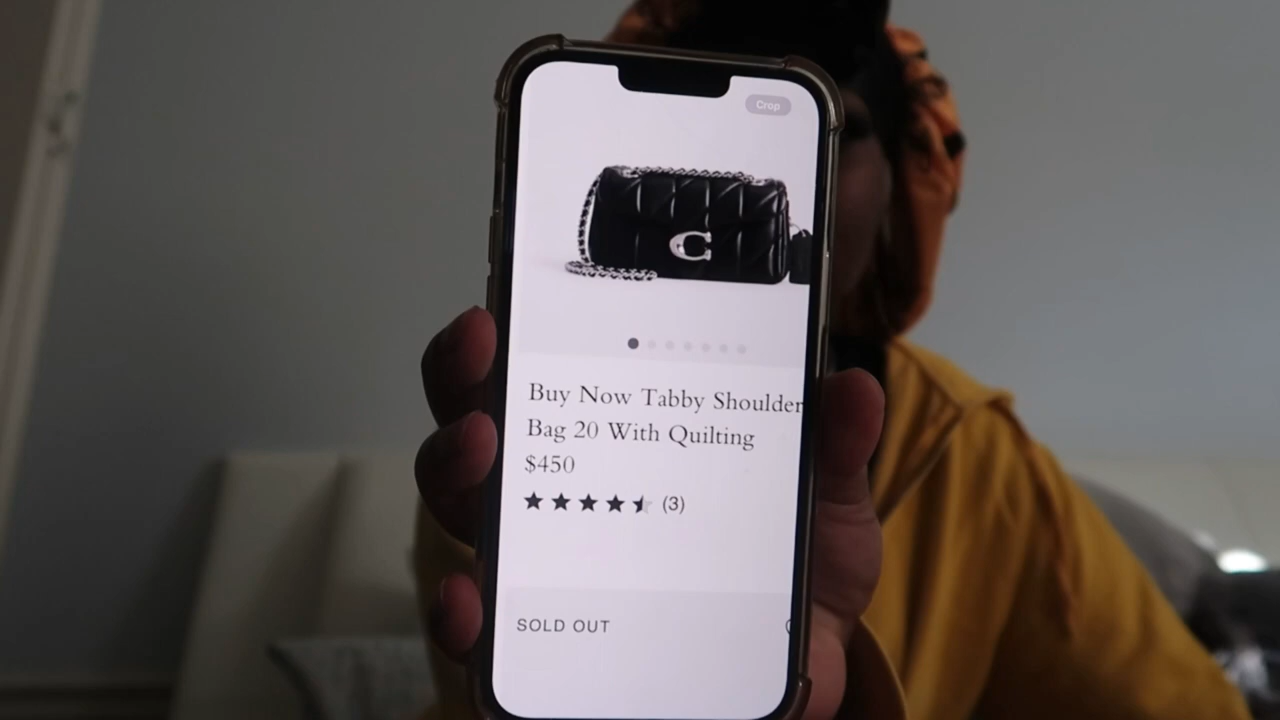 Crop
Buy Now Tabby Shoulder
Bag 20 With Quilting
$450
(3)
SOLD OUT